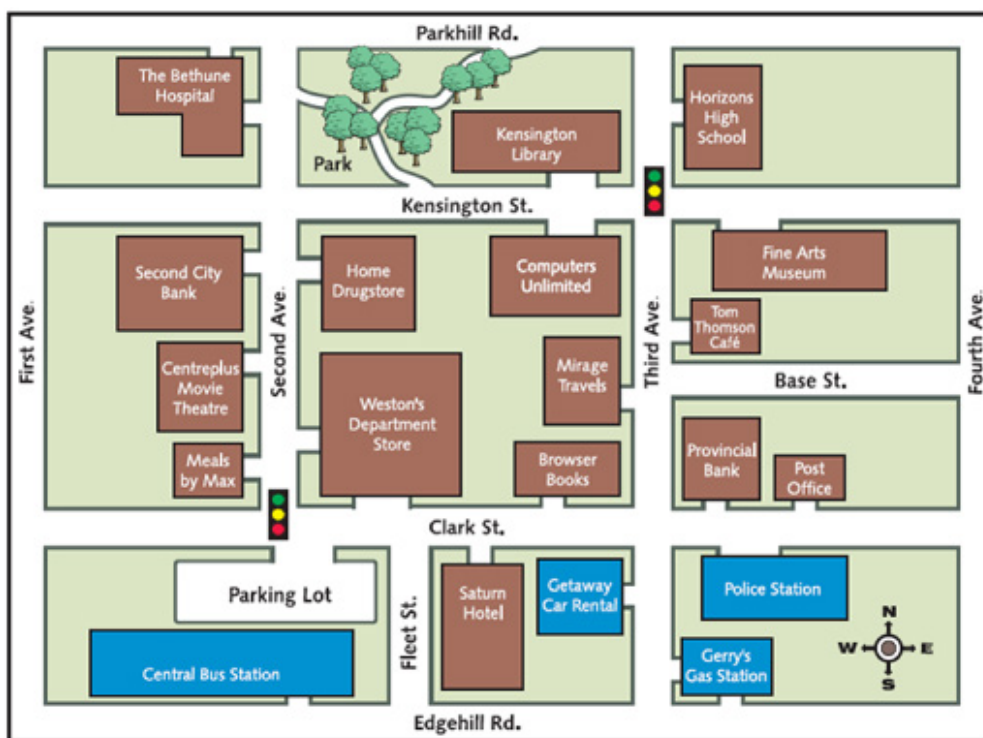 Parkhill Rd.
The Bethune
Hospital
Park
Kensington
Library
Horizons
High
School
Kensington St.
First Ave.
Second City
Bank
Second Ave.
Home
Drugstore
Computers
Unlimited
Third Ave.
Fine Arts
Museum
Tom
Thomson
Café
Fourth Ave.
Centreplus
Movie
Theatre
Weston's
Department
Store
Mirage
Travels
Base St.
Meals
by Max
Browser
Books
Provincial
Bank
Post
Office
Clark St.
Parking Lot
Fleet St.
Saturn
Hotel
Getaway
Car Rental
Police Station
Central Bus Station
Gerry's
Gas Station
N
W
E
S
Edgehill Rd.